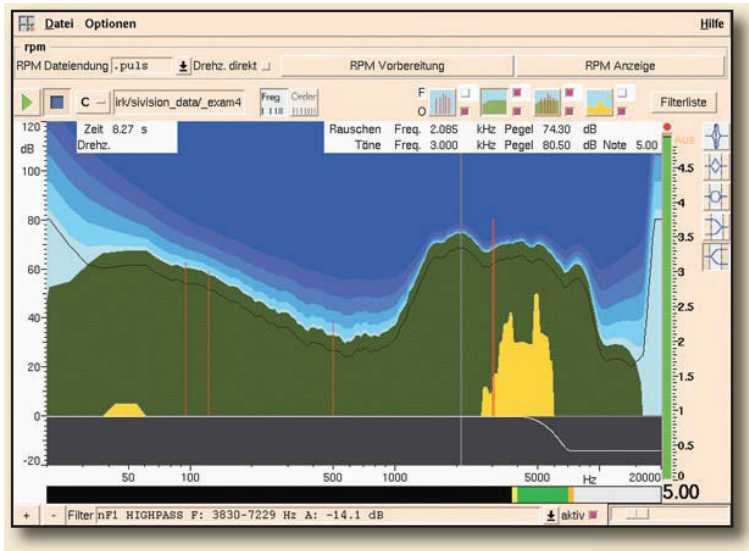 Datei Optionen Hilfe
rpm
RPM Dateiendung .puls Drehz. direkt RPM Vorbereitung RPM Anzeige
C irk/sivision_data/_exam4 Freq Order F O Filterliste
Zeit 8.27 s Rauschen Freq. 2.085 kHz Pegel 74.30 dB
Drehz. Töne Freq. 3.000 kHz Pegel 80.50 dB Note 5.00
Aus
120
dB
100
80
60
40
20
0
-20
4.5
4
3.5
3
2.5
2
1.5
1
0.5
0
50 100 500 1000 5000 Hz 20000
5.00
+ - Filter nF1 HIGHPASS F: 3830-7229 Hz A: -14.1 dB aktiv